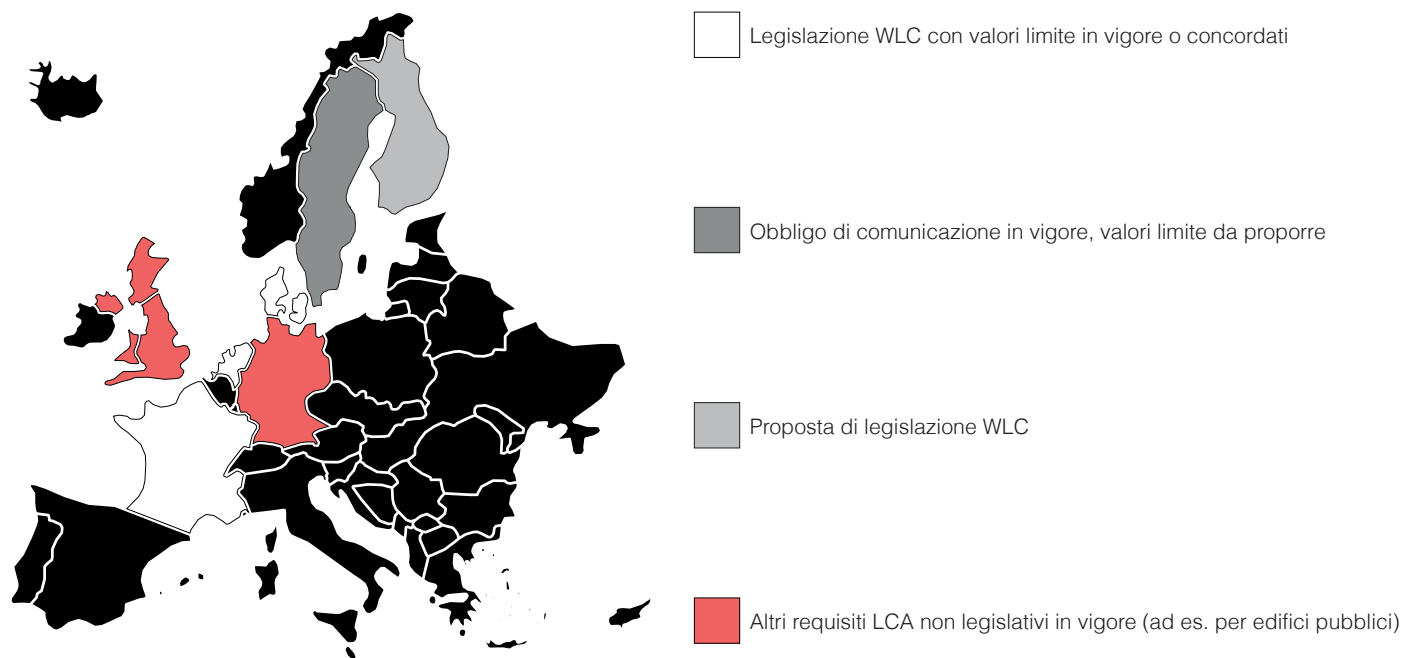 Legislazione WLC con valori limite in vigore o concordati
Obbligo di comunicazione in vigore, valori limite da proporre
Proposta di legislazione WLC
Altri requisiti LCA non legislativi in vigore (ad es. per edifici pubblici)